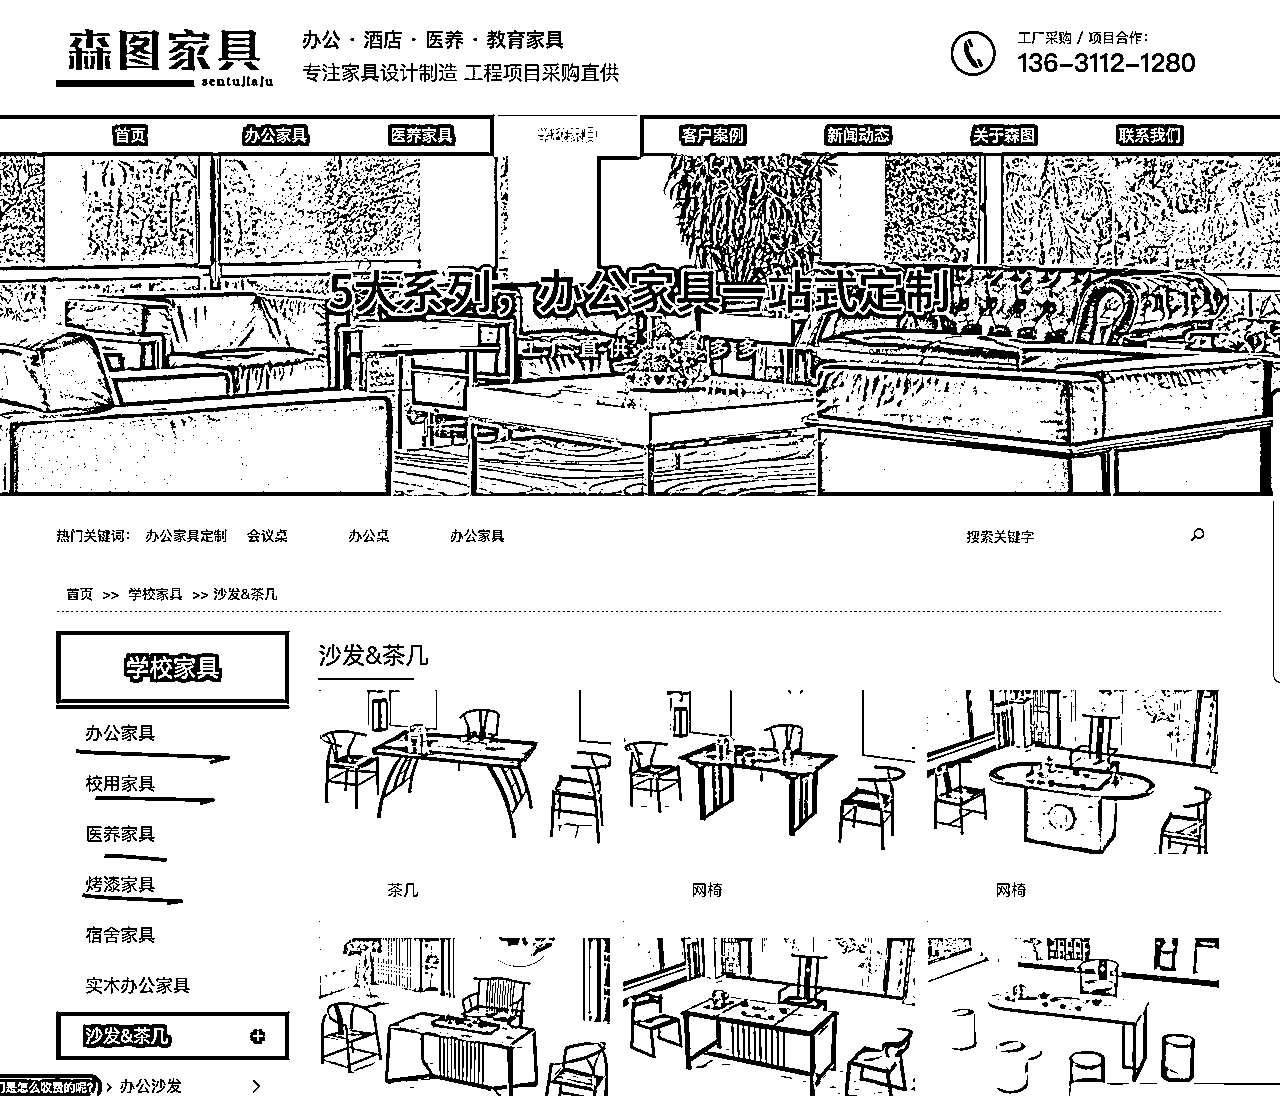 森图家具
sentujiaju
办公 · 酒店 · 医养 · 教育家具
专注家具设计制造 工程项目采购直供
工厂采购 / 项目合作:
136-3112-1280
首页 办公家具 医养家具 学校家具 客户案例 新闻动态 关于森图 联系我们
5大系列，办公家具一站式定制
热门关键词： 办公家具定制 会议桌 办公桌 办公家具
搜索关键字
首页 >> 学校家具 >> 沙发&茶几
学校家具
办公家具
校用家具
医养家具
烤漆家具
宿舍家具
实木办公家具
沙发&茶几
办公沙发
沙发&茶几
茶几 网椅 网椅
们是怎么收费的呢?